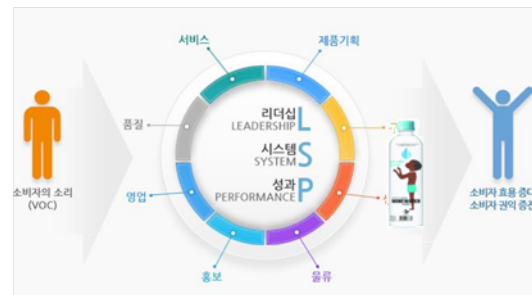 서비스
제품기획
품질
영업
홍보
물류
리더십
LEADERSHIP
L
시스템
SYSTEM
S
성과
PERFORMANCE
P
소비자의 소리
(VOC)
소비자 효용 증대
소비자 권익 증진